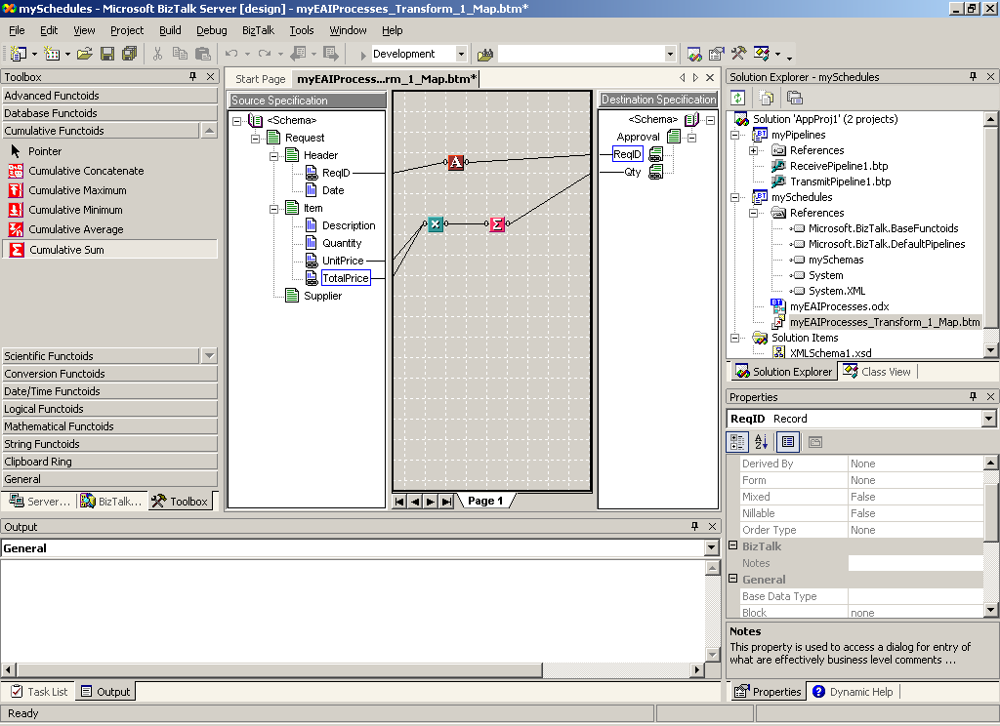 mySchedules - Microsoft BizTalk Server [design] - myEAIProcesses_Transform_1_Map.btm*
File Edit View Project Build Debug BizTalk Tools Window Help
Development
Toolbox
Advanced Functoids
Database Functoids
Cumulative Functoids
Pointer
Cumulative Concatenate
Cumulative Maximum
Cumulative Minimum
Cumulative Average
Cumulative Sum
Scientific Functoids
Conversion Functoids
Date/Time Functoids
Logical Functoids
Mathematical Functoids
String Functoids
Clipboard Ring
General
Server... BizTalk... Toolbox
Start Page myEAIProcess...rm_1_Map.btm*
Source Specification
<Schema>
Request
Header
ReqID
Date
Item
Description
Quantity
UnitPrice
TotalPrice
Supplier
A
×
Σ
Page 1
Destination Specification
<Schema>
Approval
ReqID
Qty
Solution Explorer - mySchedules
Solution 'AppProj1' (2 projects)
myPipelines
References
ReceivePipeline1.btp
TransmitPipeline1.btp
mySchedules
References
Microsoft.BizTalk.BaseFunctoids
Microsoft.BizTalk.DefaultPipelines
mySchemas
System
System.XML
myEAIProcesses.odx
myEAIProcesses_Transform_1_Map.btm
Solution Items
XMLSchema1.xsd
Solution Explorer Class View
Properties
ReqID Record
Derived By None
Form None
Mixed False
Nillable False
Order Type None
BizTalk
Notes
General
Base Data Type
Block none
Notes
This property is used to access a dialog for entry of
what are effectively business level comments ...
Properties Dynamic Help
Output
General
Task List Output
Ready